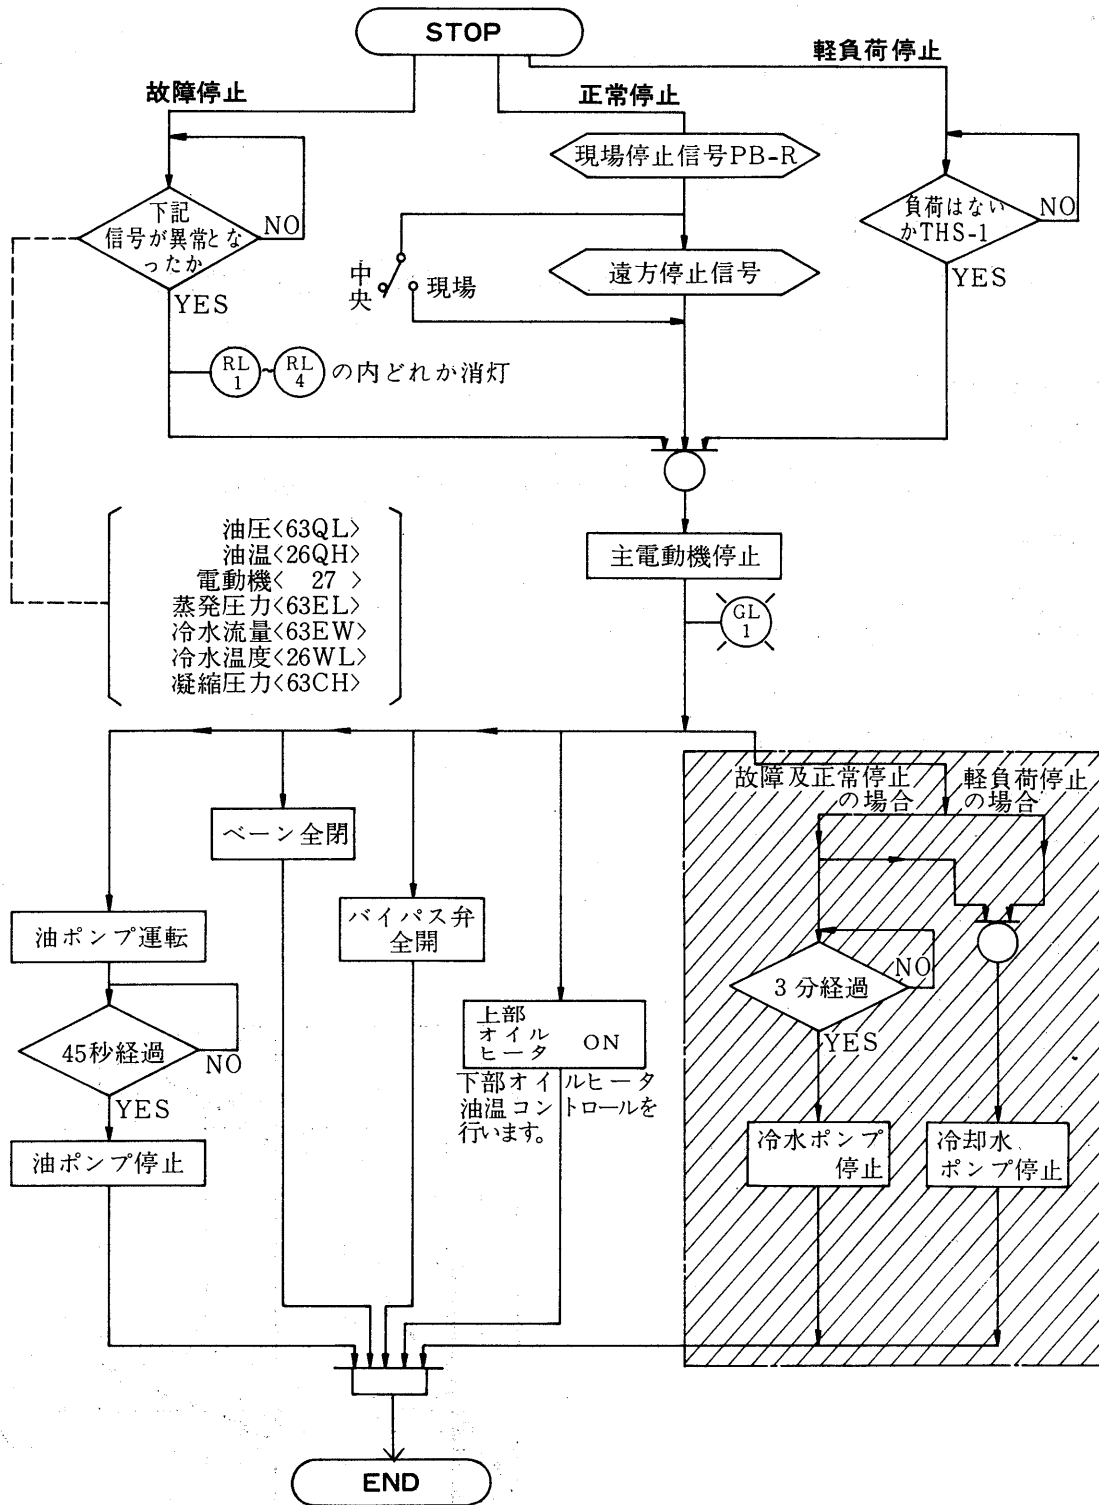 STOP
故障停止
正常停止
軽負荷停止
現場停止信号PB-R
下記
信号が異常とな
ったか
NO
YES
負荷はない
かTHS-1
NO
YES
中央
現場
遠方停止信号
RL
1
~
RL
4
の内どれか消灯
油圧<63QL>
油温<26QH>
電動機< 27 >
蒸発圧力<63EL>
冷水流量<63EW>
冷水温度<26WL>
凝縮圧力<63CH>
主電動機停止
GL
1
故障及正常停止
の場合
軽負荷停止
の場合
ベーン全閉
バイパス弁
全開
油ポンプ運転
45秒経過
NO
YES
油ポンプ停止
上部
オイル
ヒータ ON
下部オイルヒータ
油温コントロールを
行います。
3分経過
NO
YES
冷水ポンプ
停止
冷却水
ポンプ停止
END